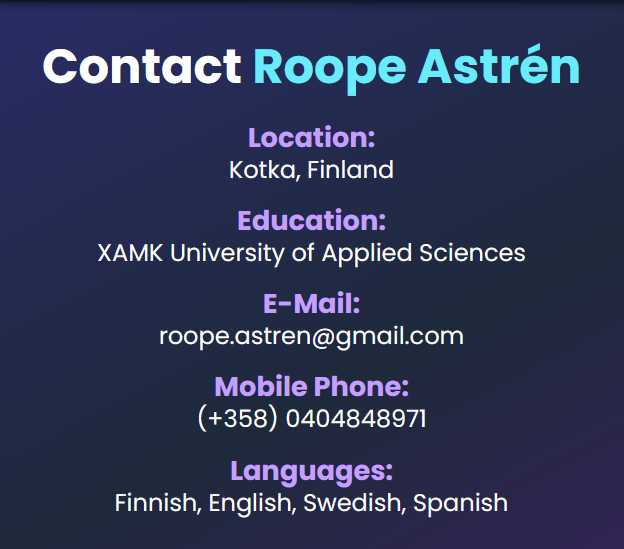 Contact Roope Astrén
Location:
Kotka, Finland
Education:
XAMK University of Applied Sciences
E-Mail:
roope.astren@gmail.com
Mobile Phone:
(+358) 0404848971
Languages:
Finnish, English, Swedish, Spanish